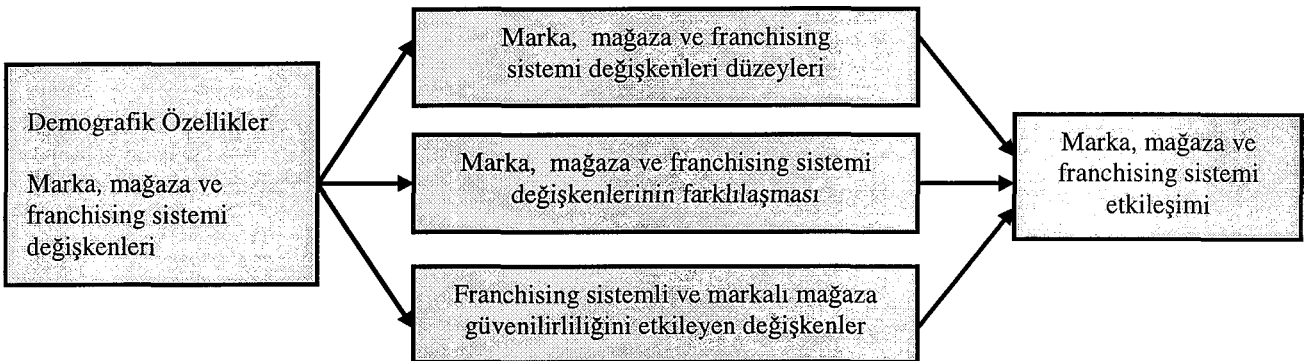 Demografik Özellikler
Marka, mağaza ve
franchising sistemi
değişkenleri
Marka, mağaza ve franchising
sistemi değişkenleri düzeyleri
Marka, mağaza ve franchising sistemi
değişkenlerinin farklılaşması
Franchising sistemli ve markalı mağaza
güvenilirliliğini etkileyen değişkenler
Marka, mağaza ve
franchising sistemi
etkileşimi